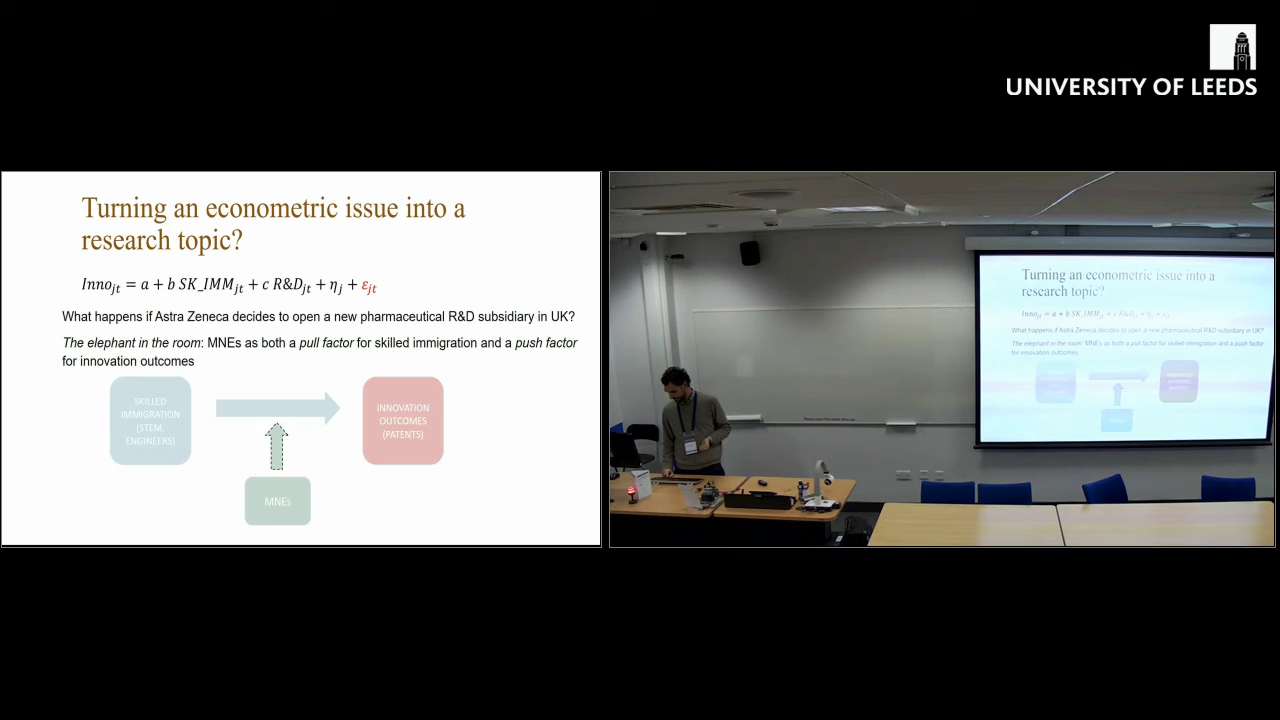 UNIVERSITY OF LEEDS
Turning an econometric issue into a
research topic?
Inno_jt = a + b SK_IMM_jt + c R&D_jt + η_j + ε_jt
What happens if Astra Zeneca decides to open a new pharmaceutical R&D subsidiary in UK?
The elephant in the room: MNEs as both a pull factor for skilled immigration and a push factor
for innovation outcomes
SKILLED
IMMIGRATION
(STEM,
ENGINEERS)
INNOVATION
OUTCOMES
(PATENTS)
MNEs
Turning an econometric issue into a
research topic?
What happens if Astra Zeneca decides to open a new pharmaceutical R&D subsidiary in UK?
The elephant in the room: MNEs as both a pull factor for skilled immigration and a push factor
for innovation outcomes